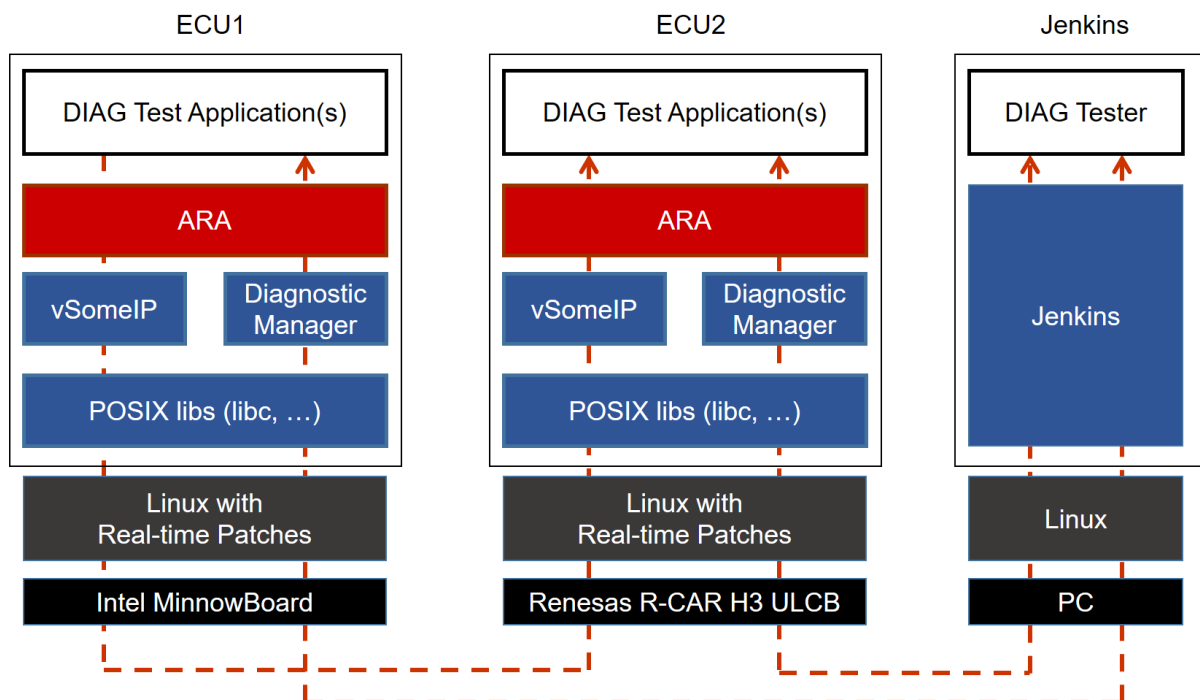 ECU1
ECU2
Jenkins
DIAG Test Application(s)
DIAG Test Application(s)
DIAG Tester
ARA
ARA
vSomeIP
Diagnostic
Manager
vSomeIP
Diagnostic
Manager
Jenkins
POSIX libs (libc, …)
POSIX libs (libc, …)
Linux with
Real-time Patches
Linux with
Real-time Patches
Linux
Intel MinnowBoard
Renesas R-CAR H3 ULCB
PC